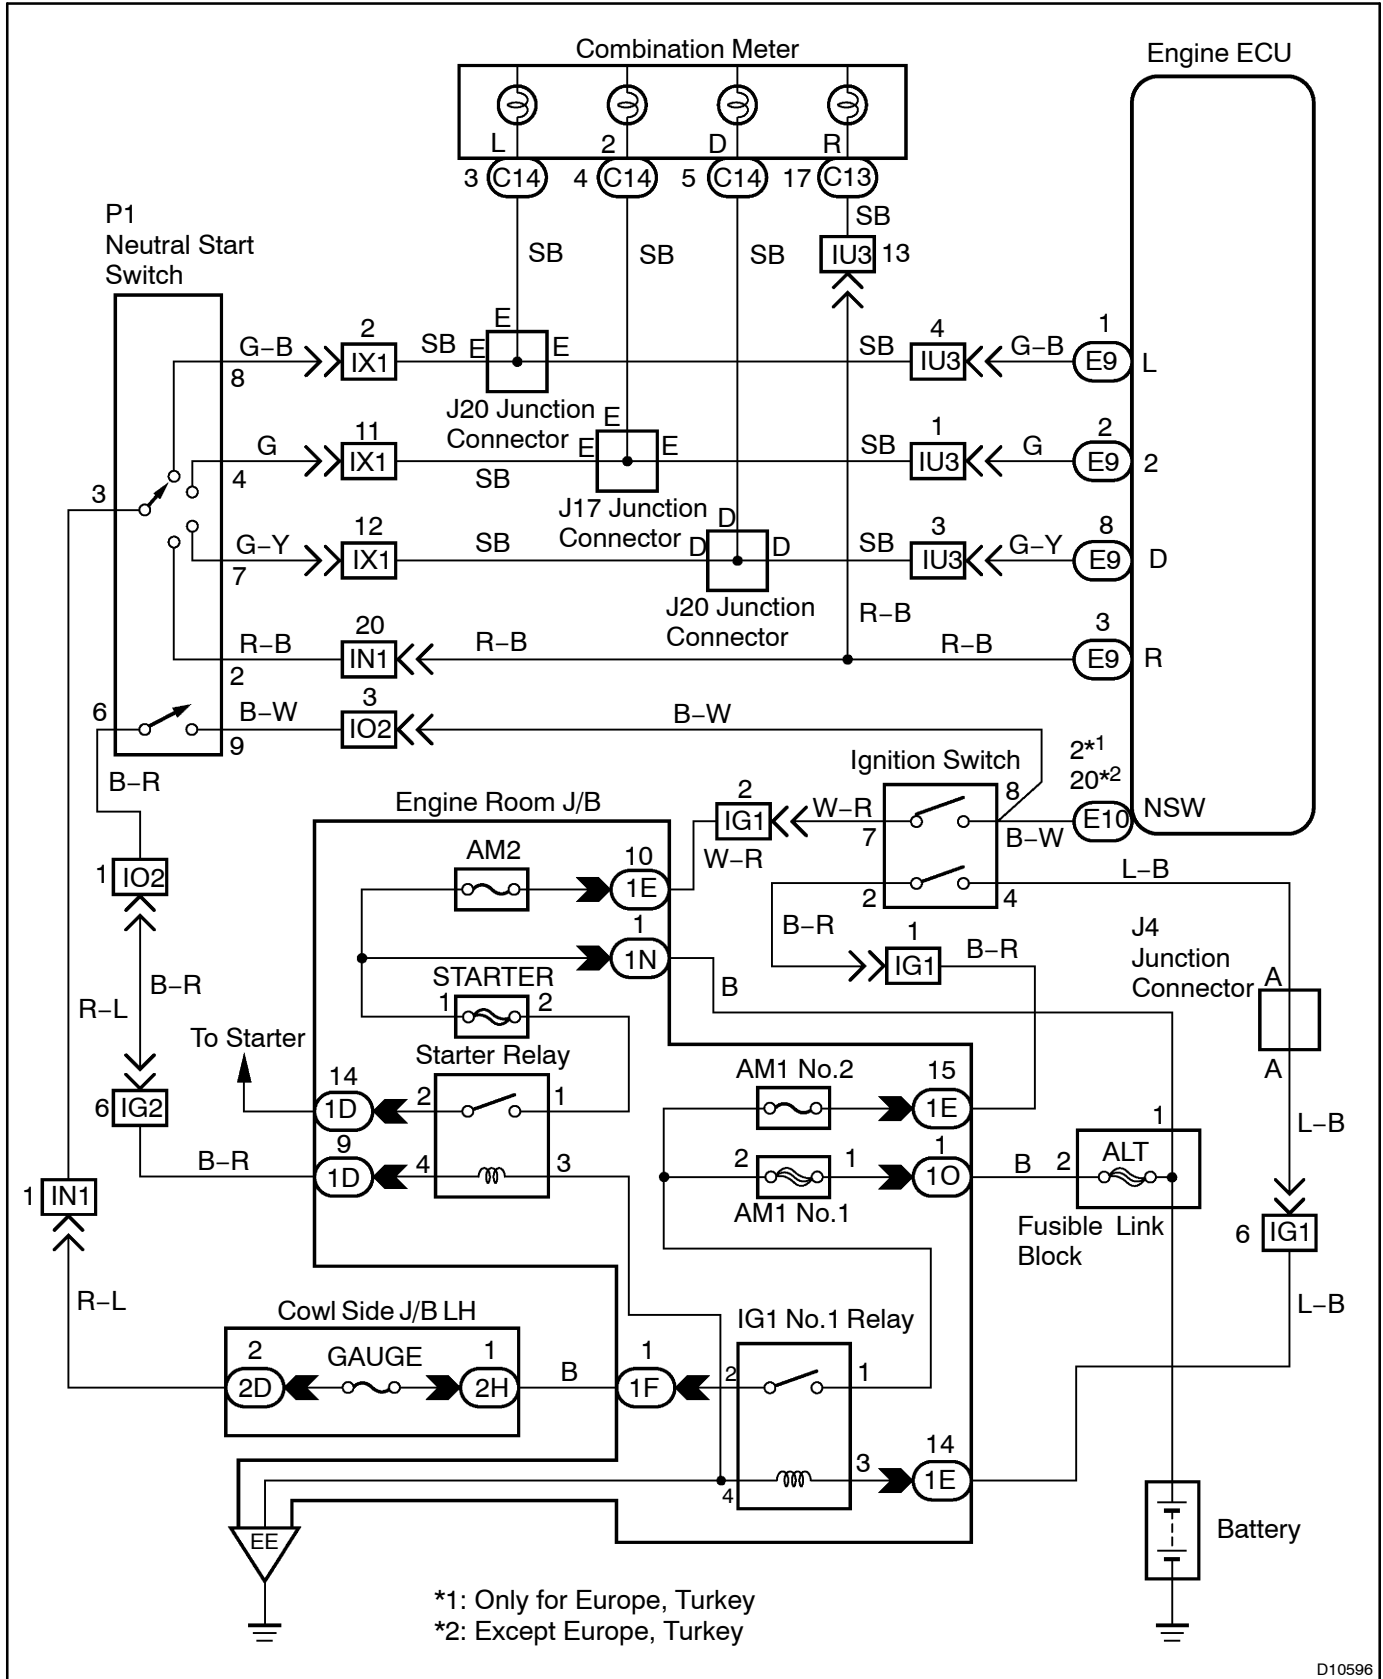 Combination Meter
Engine ECU
L
2
D
R
3 C14
4 C14
5 C14
17 C13
SB
IU3 13
P1
Neutral Start
Switch
SB
SB
SB
E
2
4
1
G–B
IX1
SB
E
E
SB
IU3
G–B
E9
L
8
J20 Junction
Connector
E
11
1
2
G
IX1
SB
E
E
SB
IU3
G
E9
2
4
3
J17 Junction
Connector
D
12
3
8
G–Y
IX1
SB
D
D
SB
IU3
G–Y
E9
D
7
J20 Junction
Connector
R–B
20
3
R–B
IN1
R–B
R–B
E9
R
2
3
6
B–W
IO2
B–W
9
B–R
2*1
20*2
Ignition Switch
8
NSW
E10
B–W
Engine Room J/B
2
IG1
W–R
7
W–R
AM2
10
1E
2
4
L–B
1 IO2
1
1N
B–R
1
IG1
B–R
J4
Junction
Connector
A
A
B
STARTER
1
2
B–R
R–L
To Starter
Starter Relay
14
1D
2
1
AM1 No.2
15
1E
1
L–B
6 IG2
9
B–R
1D
4
3
2
1
1
1O
B
2
ALT
AM1 No.1
Fusible Link
Block
1 IN1
6 IG1
R–L
L–B
Cowl Side J/B LH
IG1 No.1 Relay
2
GAUGE
1
1
2D
2H
B
1F
2
1
14
3
1E
4
EE
Battery
*1: Only for Europe, Turkey
*2: Except Europe, Turkey
D10596